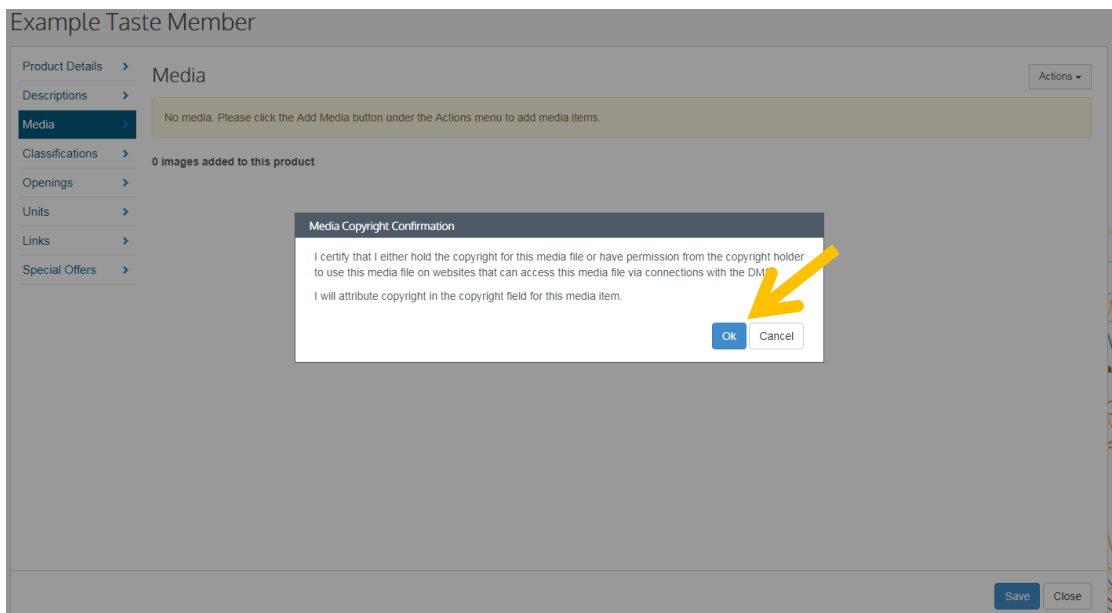 Example Taste Member
Product Details
Descriptions
Media
Classifications
Openings
Units
Links
Special Offers
Media
Actions
No media. Please click the Add Media button under the Actions menu to add media items.
0 images added to this product
Media Copyright Confirmation
I certify that I either hold the copyright for this media file or have permission from the copyright holder
to use this media file on websites that can access this media file via connections with the
I will attribute copyright in the copyright field for this media item.
Ok Cancel
Save Close